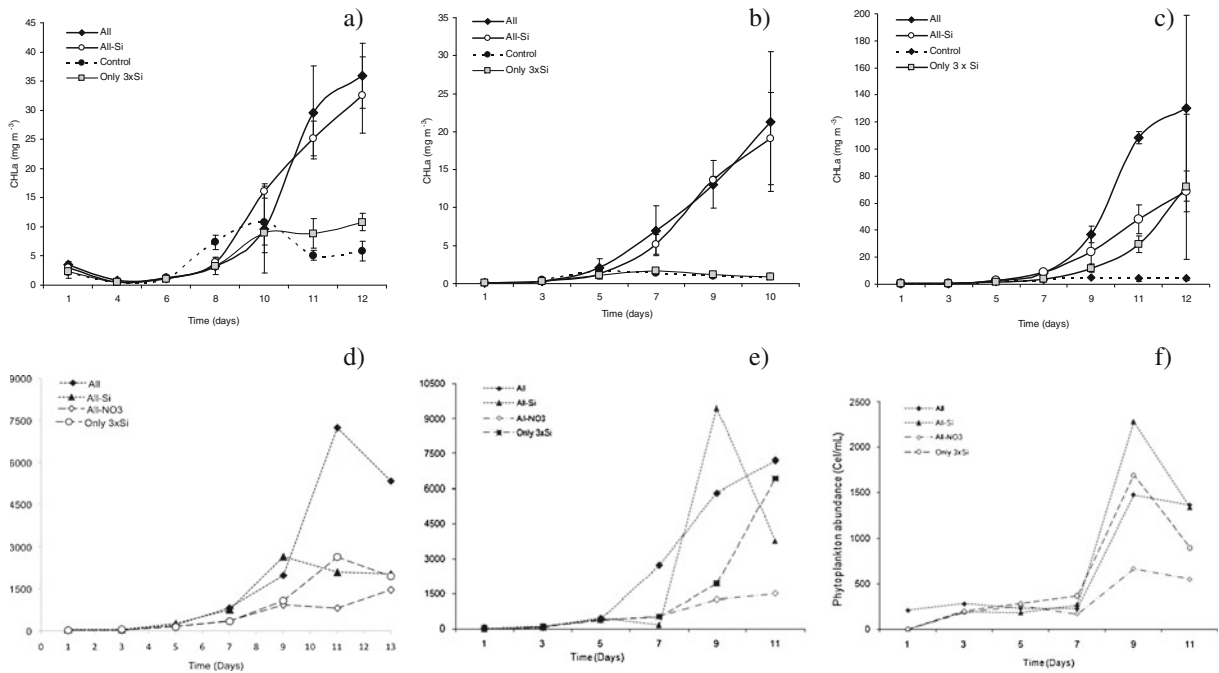 a)
All
All-Si
Control
Only 3xSi
CHLa (mg m -3)
45
40
35
30
25
20
15
10
5
0
1 4 6 8 10 11 12
Time (days)
b)
All
All-Si
Control
Only 3xSi
CHLa (mg m -3)
35
30
25
20
15
10
5
0
1 3 5 7 9 10
Time (days)
c)
All
All-Si
Control
Only 3 x Si
CHLa (mg m -3)
200
180
160
140
120
100
80
60
40
20
0
1 3 5 7 9 11 12
Time (days)
d)
All
All-Si
All-NO3
Only 3xSi
9000
7500
6000
4500
3000
1500
0
0 1 3 5 7 9 11 13
Time (Days)
e)
All
All-Si
All-NO3
Only 3xSi
10500
9000
7500
6000
4500
3000
1500
0
1 3 5 7 9 11
Time(Days)
f)
All
All-Si
All-NO3
Only 3xSi
Phytoplankton abundance (Cel/mL)
2500
2000
1500
1000
500
0
1 3 5 7 9 11
Time (Days)